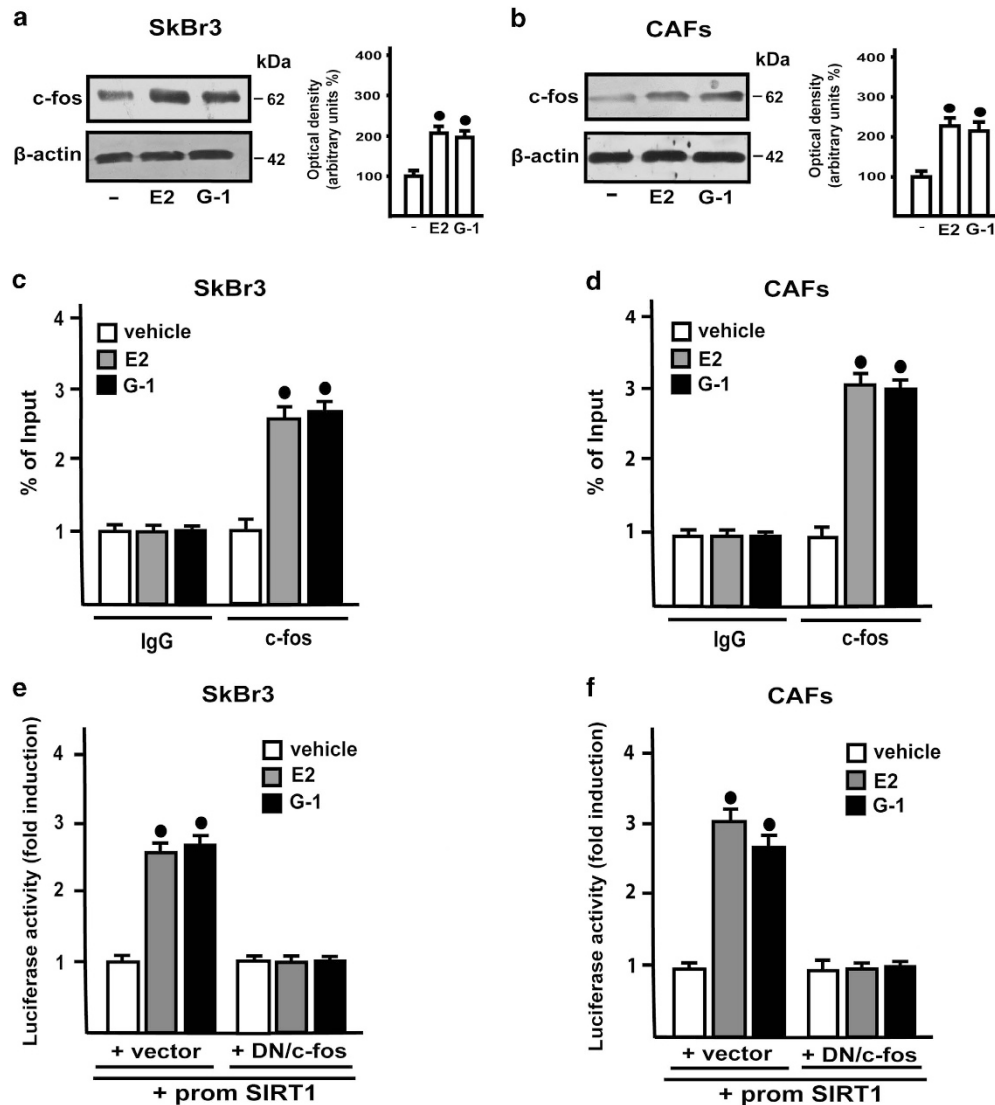 a
SkBr3
kDa
c-fos
62
β-actin
42
– E2 G-1
Optical density
(arbitrary units %)
400
300
200
100
- E2 G-1
b
CAFs
kDa
c-fos
62
β-actin
42
– E2 G-1
Optical density
(arbitrary units %)
400
300
200
100
- E2 G-1
c
SkBr3
% of Input
4
3
2
1
vehicle
E2
G-1
IgG
c-fos
d
CAFs
% of Input
4
3
2
1
vehicle
E2
G-1
IgG
c-fos
e
SkBr3
Luciferase activity (fold induction)
4
3
2
1
vehicle
E2
G-1
+ vector
+ DN/c-fos
+ prom SIRT1
f
CAFs
Luciferase activity (fold induction)
4
3
2
1
vehicle
E2
G-1
+ vector
+ DN/c-fos
+ prom SIRT1